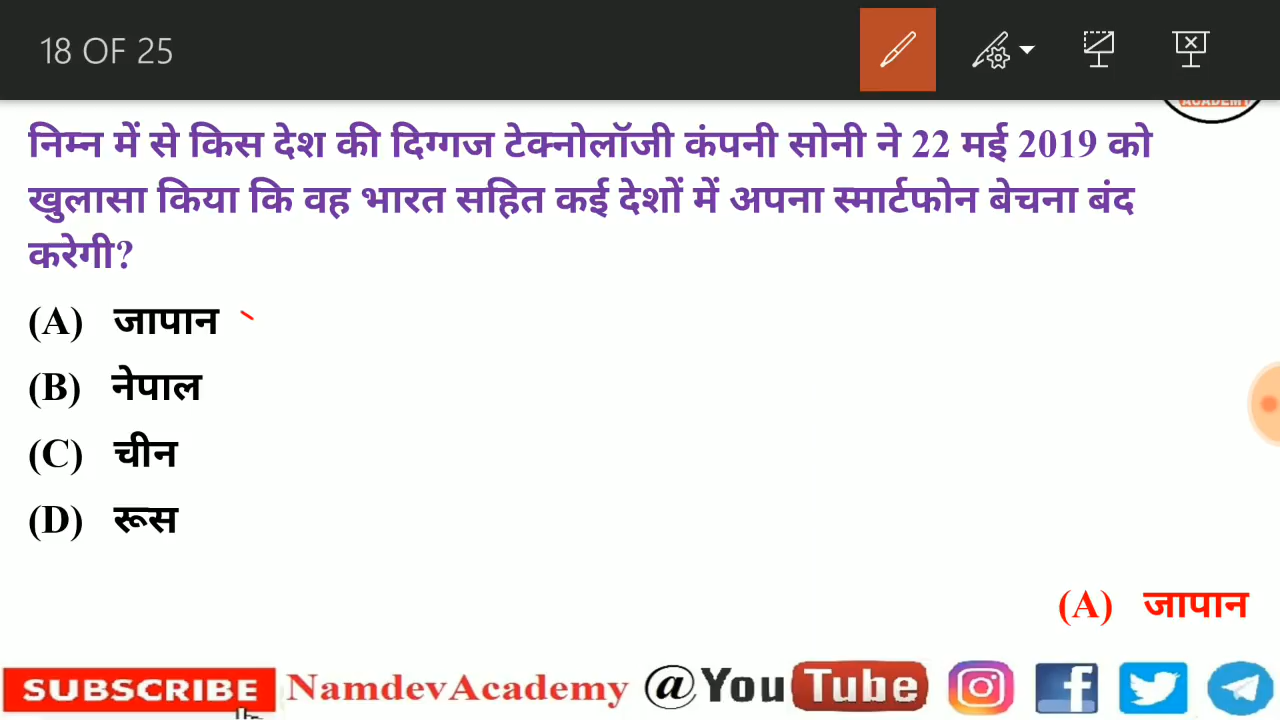 18 OF 25
ACADEMY
निम्न में से किस देश की दिग्गज टेक्नोलॉजी कंपनी सोनी ने 22 मई 2019 को
खुलासा किया कि वह भारत सहित कई देशों में अपना स्मार्टफोन बेचना बंद
करेगी?
(A) जापान
(B) नेपाल
(C) चीन
(D) रूस
(A) जापान
SUBSCRIBE NamdevAcademy @YouTube